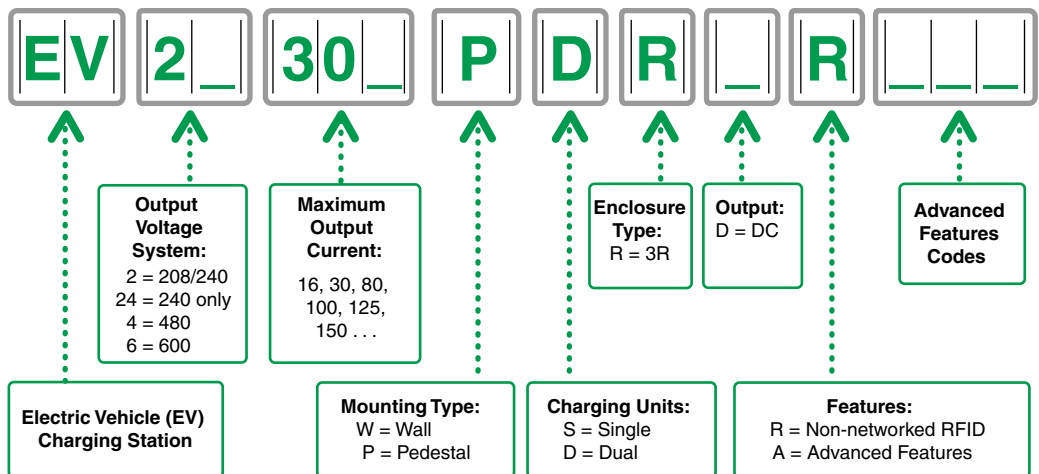 EV 2_ 30_ P D R _ R _ _ _
Output
Voltage
System:
2 = 208/240
24 = 240 only
4 = 480
6 = 600
Maximum
Output
Current:
16, 30, 80,
100, 125,
150 . . .
Enclosure
Type:
R = 3R
Output:
D = DC
Advanced
Features
Codes
Electric Vehicle (EV)
Charging Station
Mounting Type:
W = Wall
P = Pedestal
Charging Units:
S = Single
D = Dual
Features:
R = Non-networked RFID
A = Advanced Features